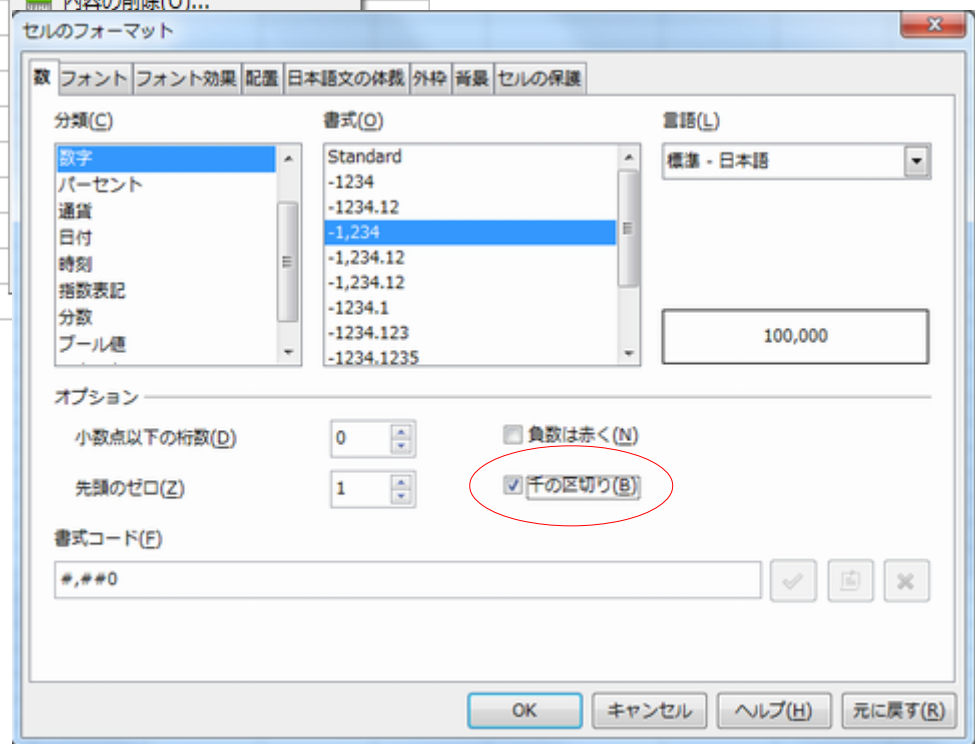 内容の削除(O)...
セルのフォーマット
数 フォント フォント効果 配置 日本語文の体裁 外枠 背景 セルの保護
分類(C)
数字
パーセント
通貨
日付
時刻
指数表記
分数
ブール値
書式(O)
Standard
-1234
-1234.12
-1,234
-1,234.12
-1,234.12
-1234.1
-1234.123
-1234.1235
言語(L)
標準 - 日本語
100,000
オプション
小数点以下の桁数(D) 0 負数は赤く(N)
先頭のゼロ(Z) 1 千の区切り(B)
書式コード(F)
#,##0
OK キャンセル ヘルプ(H) 元に戻す(R)